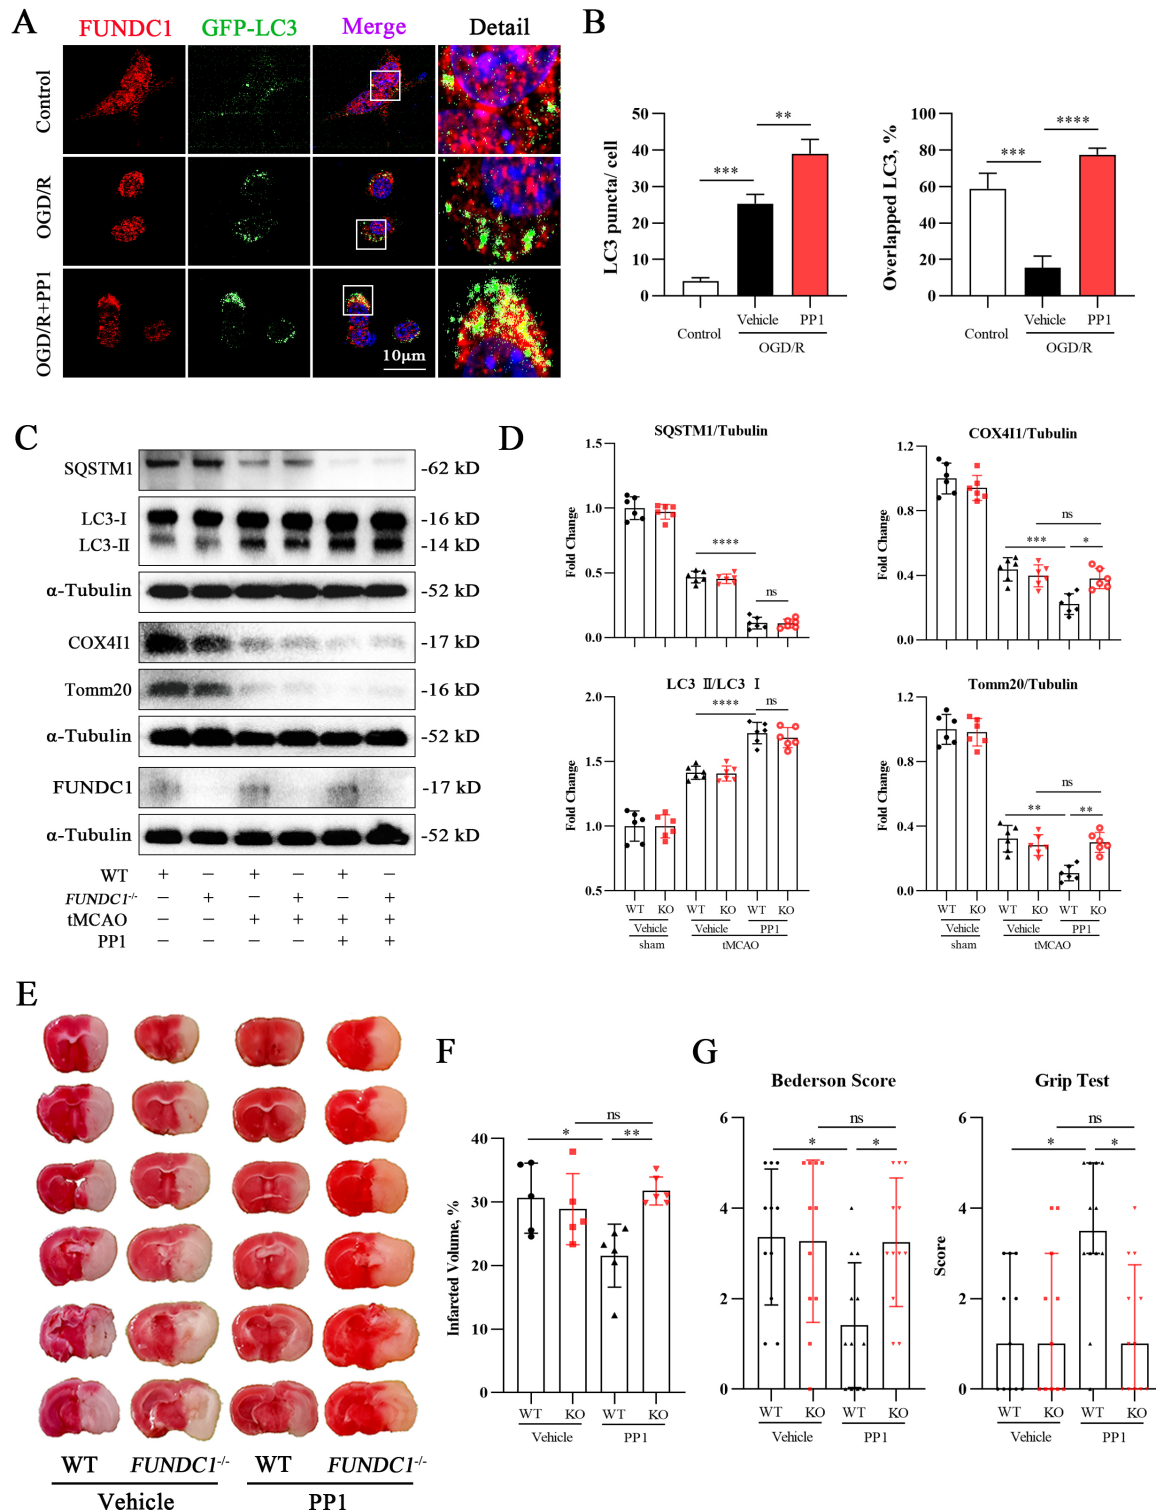 A
FUNDC1 GFP-LC3 Merge Detail
Control
OGD/R
OGD/R+PP1
10μm
B
LC3 puncta/ cell
50
40
30
20
10
0
***
**
Control
Vehicle PP1
OGD/R
Overlapped LC3, %
100
80
60
40
20
0
***
****
Control
Vehicle PP1
OGD/R
C
SQSTM1 -62 kD
LC3-I -16 kD
LC3-II -14 kD
α-Tubulin -52 kD
COX4I1 -17 kD
Tomm20 -16 kD
α-Tubulin -52 kD
FUNDC1 -17 kD
α-Tubulin -52 kD
WT + − + − + −
FUNDC1-/- − + − + − +
tMCAO − − + + + +
PP1 − − − − + +
D
SQSTM1/Tubulin
Fold Change
1.5
1.0
0.5
0.0
****
ns
COX4I1/Tubulin
Fold Change
1.2
0.8
0.4
0.0
ns
***
*
LC3 Ⅱ/LC3 Ⅰ
Fold Change
2.0
1.5
1.0
0.5
****
ns
WT KO WT KO WT KO
Vehicle Vehicle PP1
sham tMCAO
Tomm20/Tubulin
Fold Change
1.2
0.8
0.4
0.0
ns
**
**
WT KO WT KO WT KO
Vehicle Vehicle PP1
sham tMCAO
E
WT FUNDC1-/- WT FUNDC1-/-
Vehicle PP1
F
Infarcted Volume, %
40
30
20
10
0
ns
*
**
WT KO WT KO
Vehicle PP1
G
Bederson Score
6
4
2
0
ns
*
*
WT KO WT KO
Vehicle PP1
Grip Test
Score
6
4
2
0
ns
*
*
WT KO WT KO
Vehicle PP1